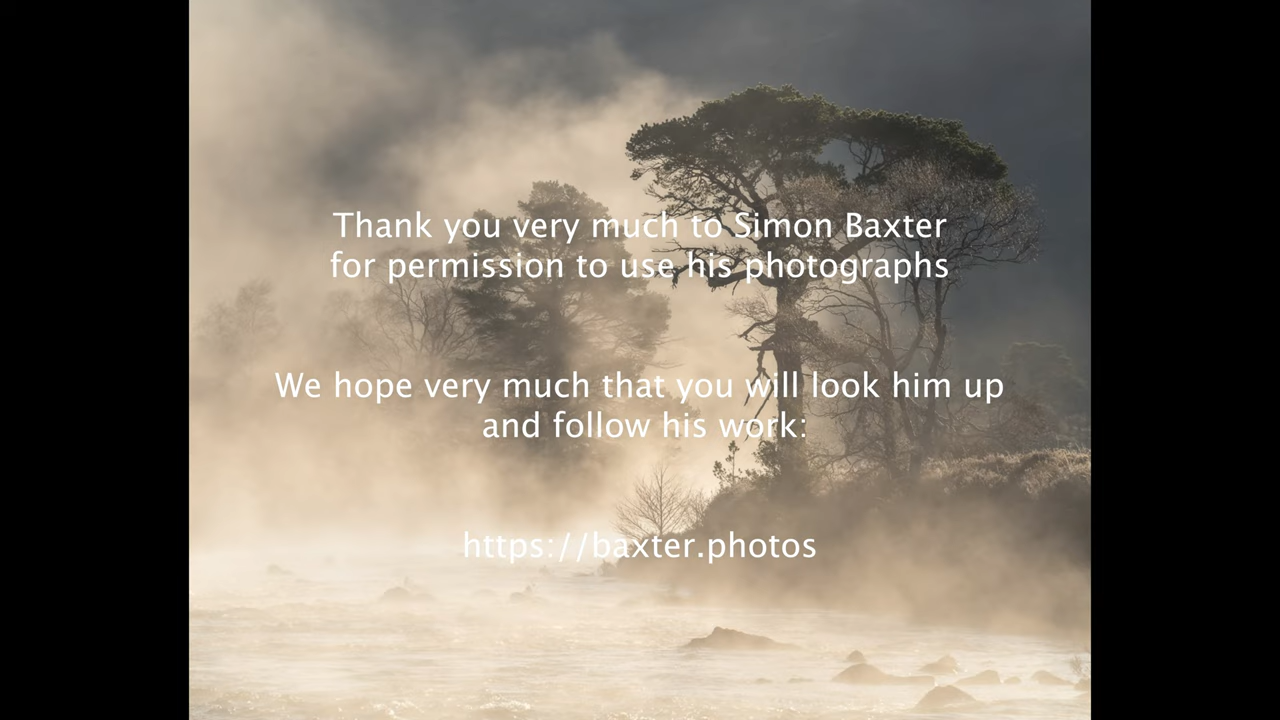 Thank you very much to Simon Baxter
for permission to use his photographs
We hope very much that you will look him up
and follow his work:
https://baxter.photos